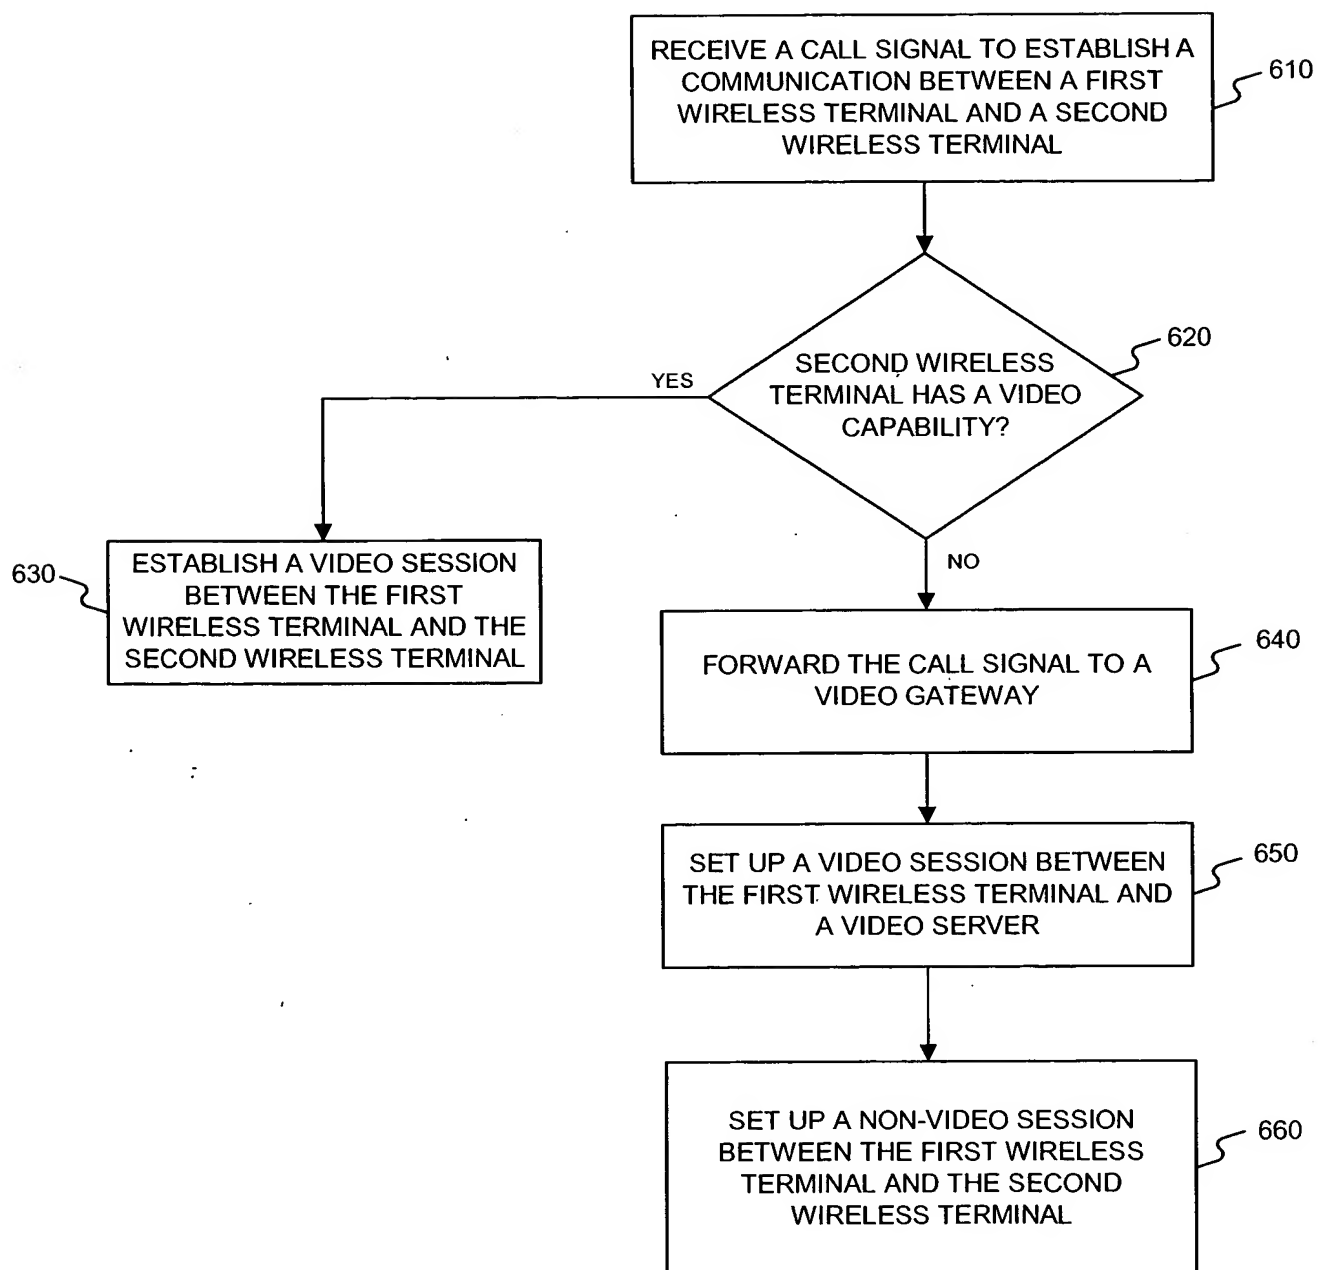 RECEIVE A CALL SIGNAL TO ESTABLISH A
COMMUNICATION BETWEEN A FIRST
WIRELESS TERMINAL AND A SECOND
WIRELESS TERMINAL
610
SECOND WIRELESS
TERMINAL HAS A VIDEO
CAPABILITY?
620
YES
NO
630
ESTABLISH A VIDEO SESSION
BETWEEN THE FIRST
WIRELESS TERMINAL AND THE
SECOND WIRELESS TERMINAL
FORWARD THE CALL SIGNAL TO A
VIDEO GATEWAY
640
SET UP A VIDEO SESSION BETWEEN
THE FIRST WIRELESS TERMINAL AND
A VIDEO SERVER
650
SET UP A NON-VIDEO SESSION
BETWEEN THE FIRST WIRELESS
TERMINAL AND THE SECOND
WIRELESS TERMINAL
660